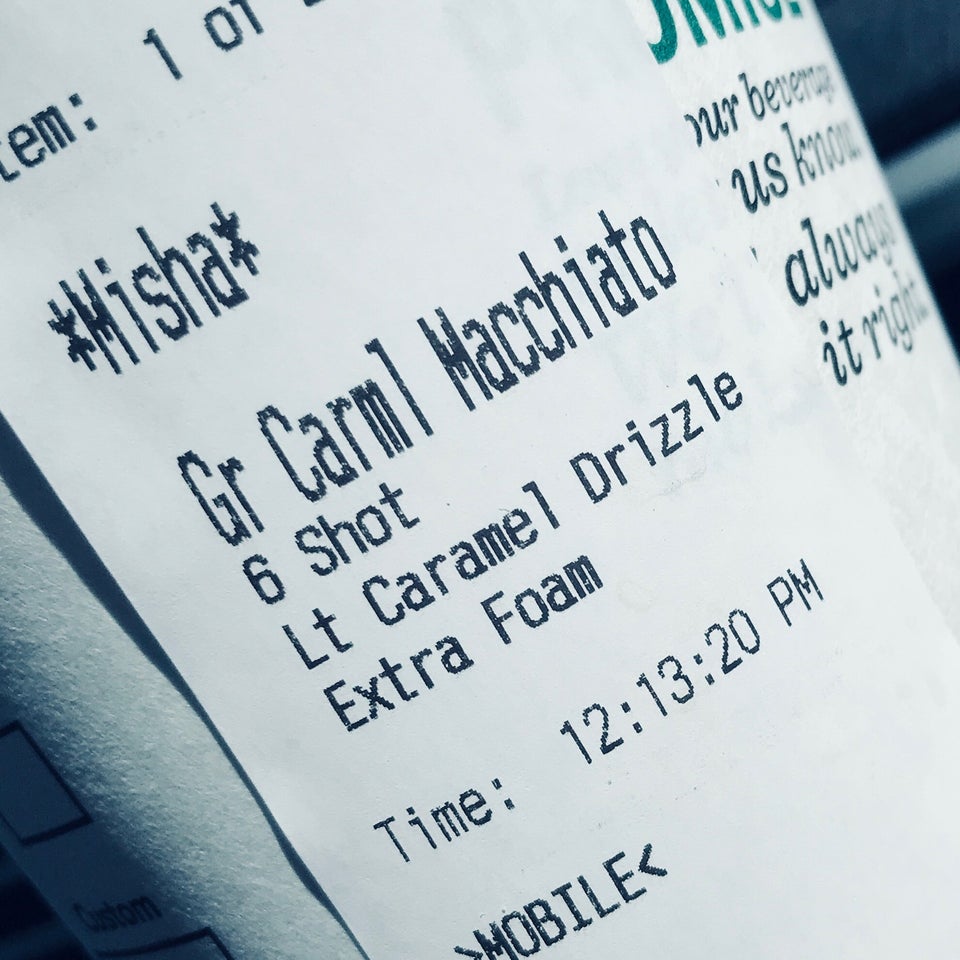 1 of
*Misha*
Gr Carml Macchiato
6 Shot
Lt Caramel Drizzle
Extra Foam
Time: 12:13:20 PM
>MOBILE<
beverage
us know.
always
it right.
Custom